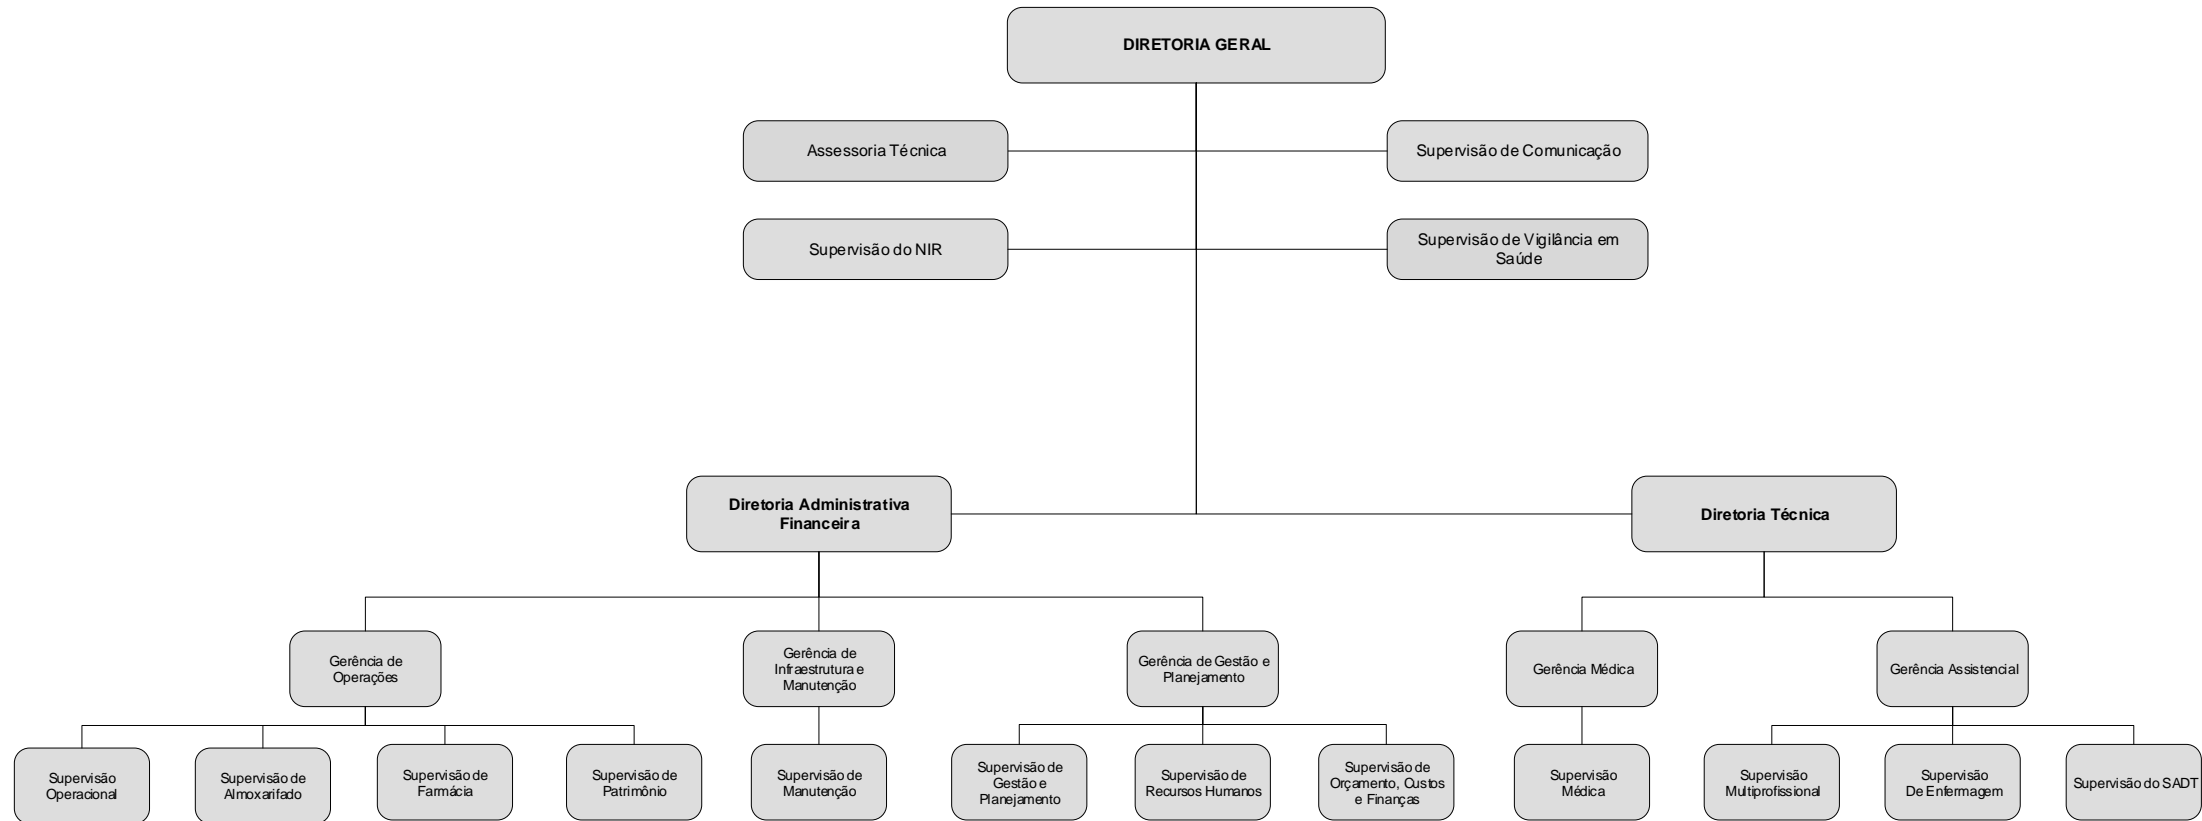 DIRETORIA GERAL
Assessoria Técnica
Supervisão de Comunicação
Supervisão do NIR
Supervisão de Vigilância em
Saúde
Diretoria Administrativa
Financeira
Diretoria Técnica
Gerência de
Operações
Gerência de
Infraestrutura e
Manutenção
Gerência de Gestão e
Planejamento
Gerência Médica
Gerência Assistencial
Supervisão
Operacional
Supervisão de
Almoxarifado
Supervisão de
Farmácia
Supervisão de
Patrimônio
Supervisão de
Manutenção
Supervisão de
Gestão e
Planejamento
Supervisão de
Recursos Humanos
Supervisão de
Orçamento, Custos
e Finanças
Supervisão
Médica
Supervisão
Multiprofissional
Supervisão
De Enfermagem
Supervisão do SADT